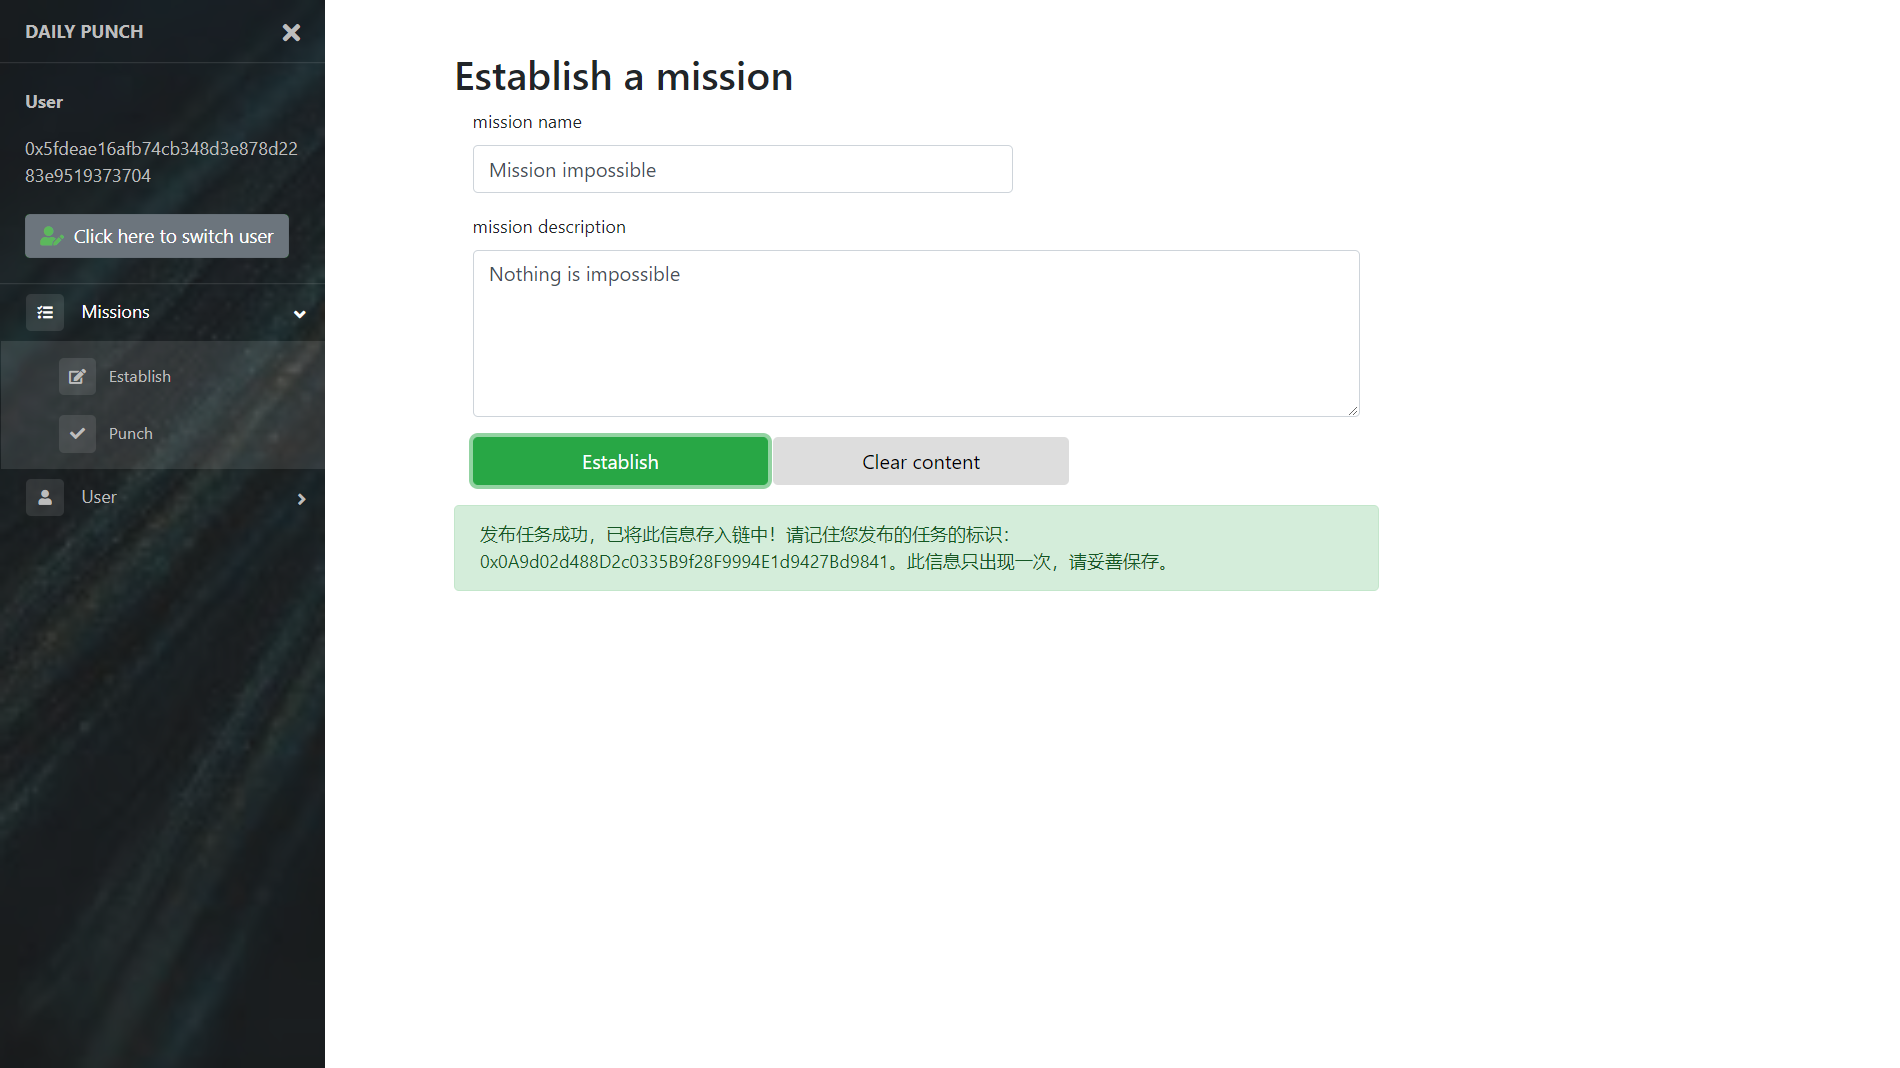 DAILY PUNCH
User
0x5fdeae16afb74cb348d3e878d22
83e9519373704
Click here to switch user
Missions
Establish
Punch
User
Establish a mission
mission name
Mission impossible
mission description
Nothing is impossible
Establish
Clear content
发布任务成功，已将此信息存入链中！请记住您发布的任务的标识：
0x0A9d02d488D2c0335B9f28F9994E1d9427Bd9841。此信息只出现一次，请妥善保存。